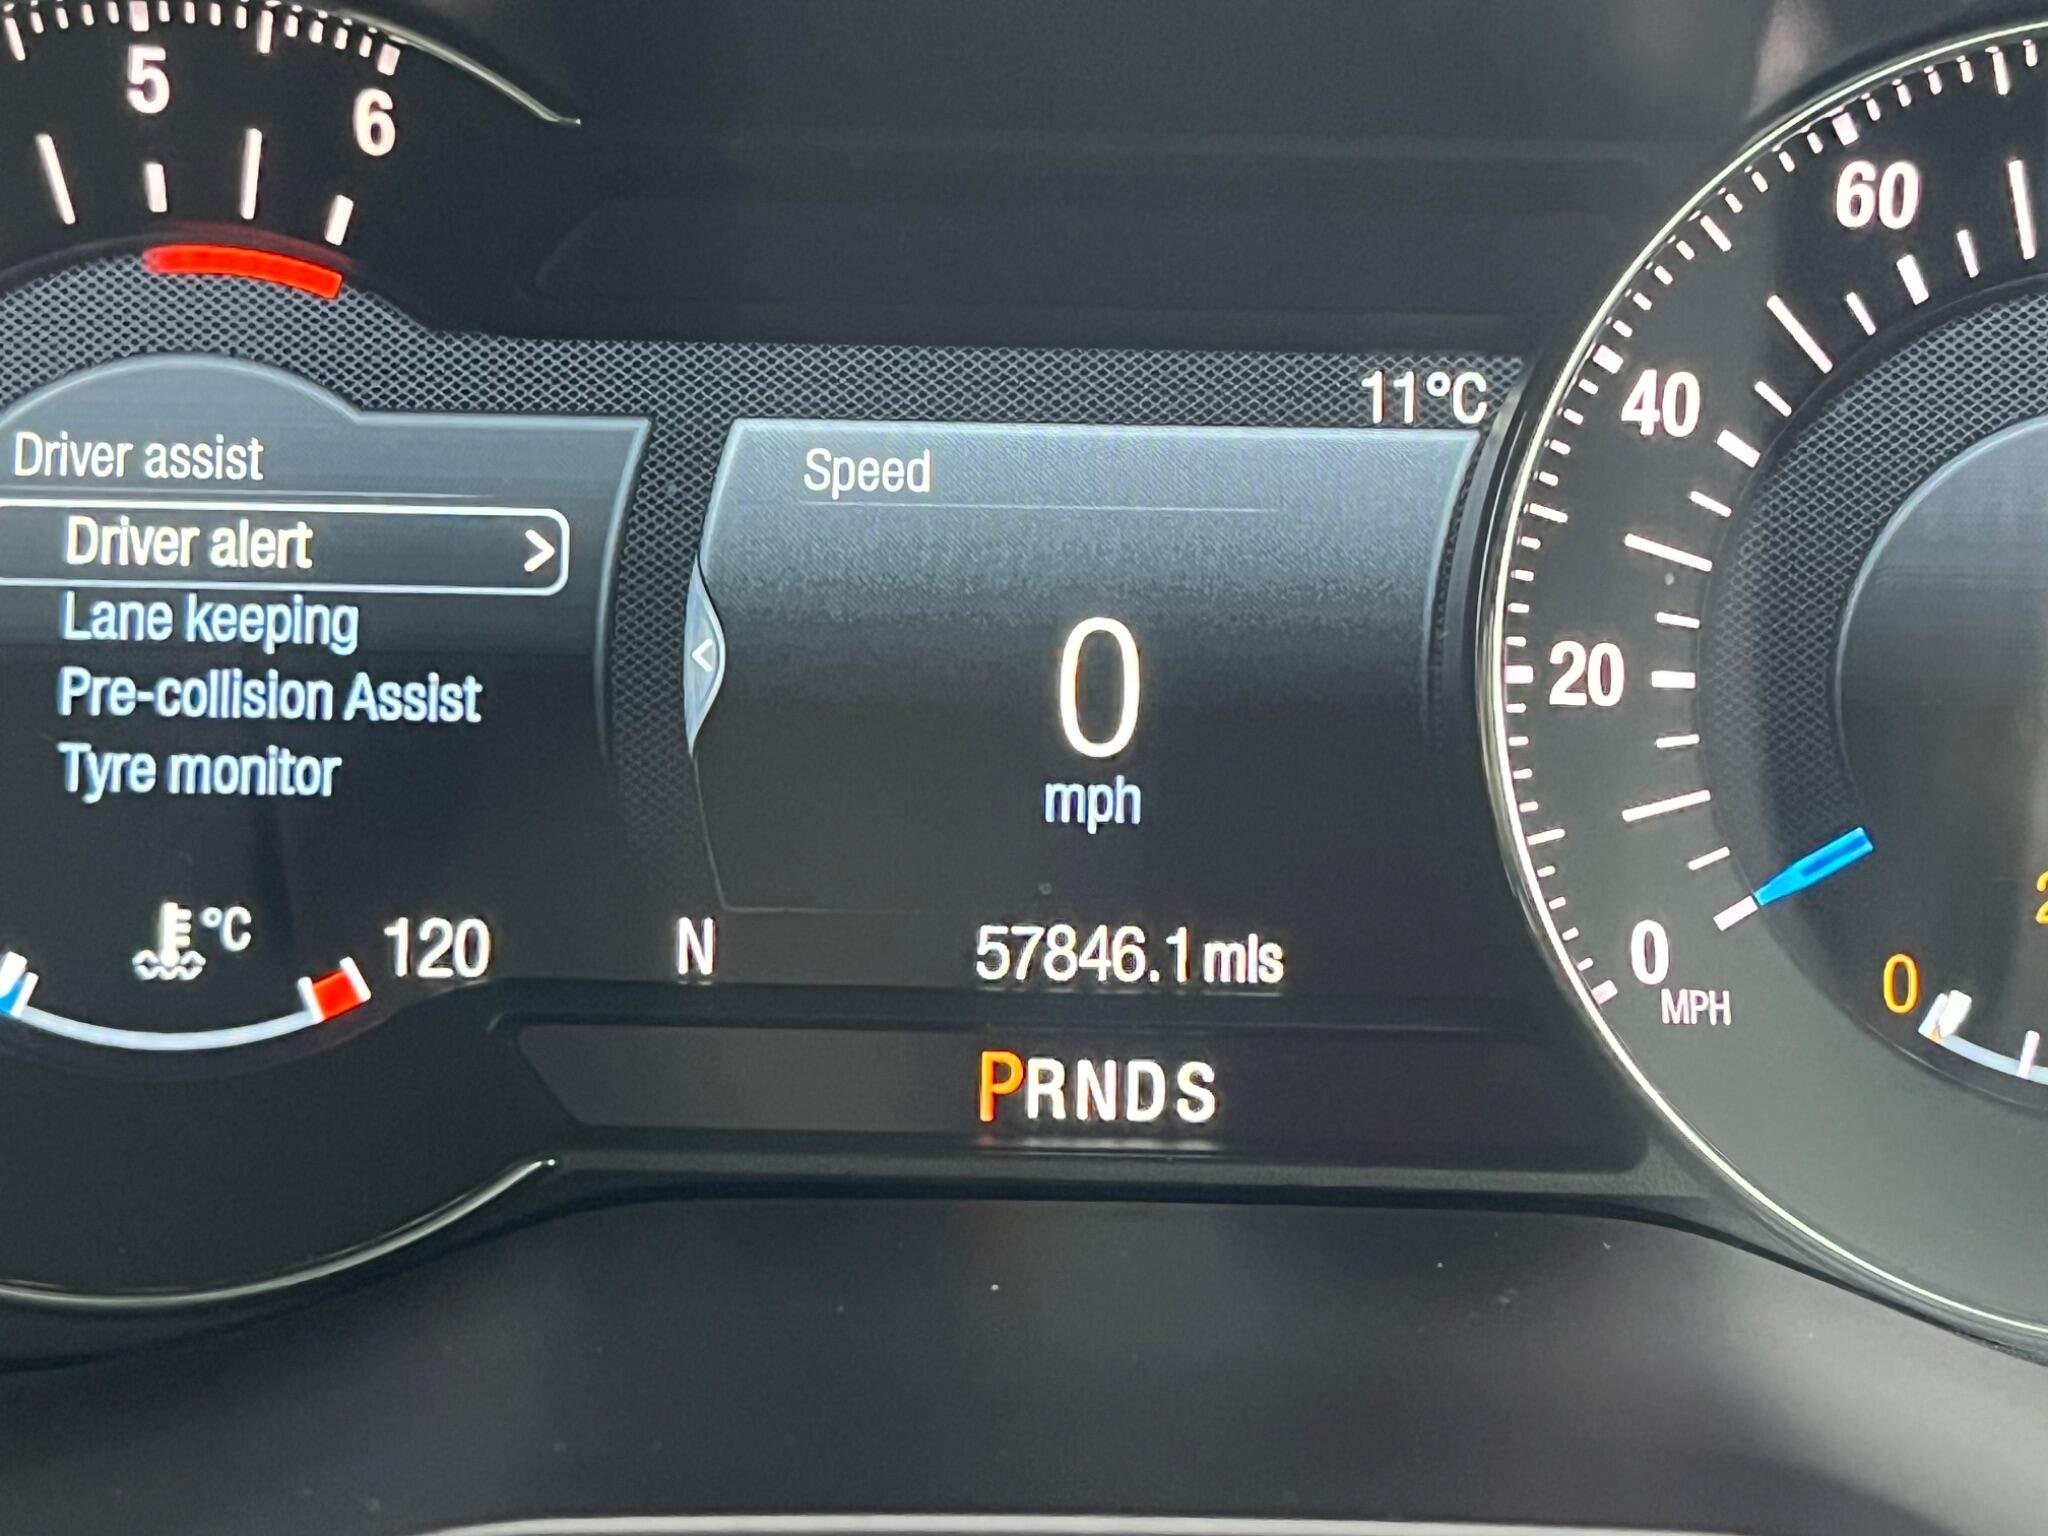 5
6
60
11°C
40
Driver assist
Speed
Driver alert
Lane keeping
Pre-collision Assist
Tyre monitor
0
mph
20
°C
120
N
57846.1 mls
0
MPH
0
PRNDS